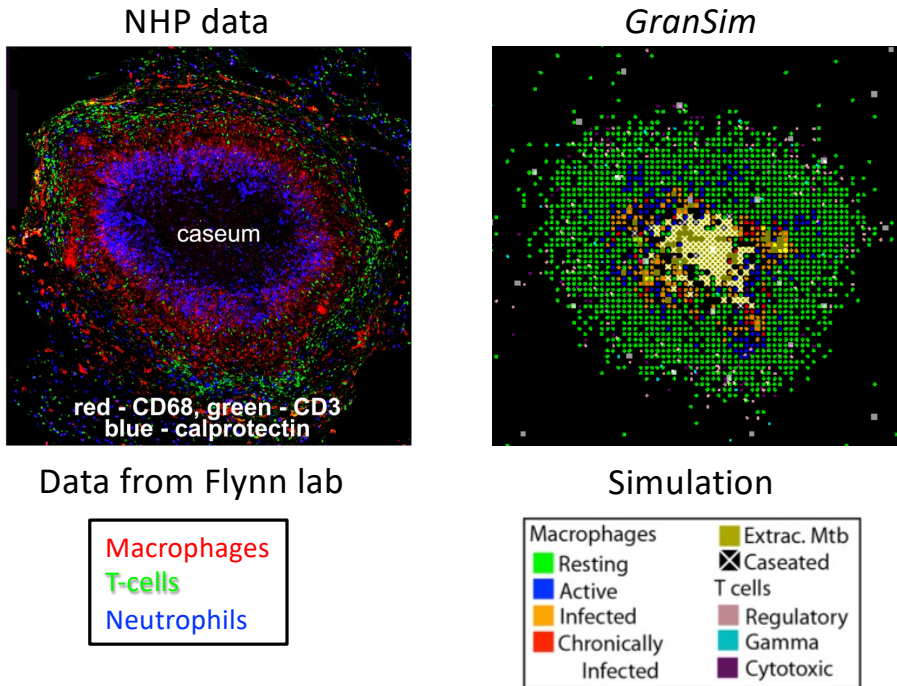 NHP data
GranSim
caseum
red - CD68, green - CD3
blue - calprotectin
Data from Flynn lab
Simulation
Macrophages
T-cells
Neutrophils
Macrophages
Resting
Active
Infected
Chronically
Infected
Extrac. Mtb
Caseated
T cells
Regulatory
Gamma
Cytotoxic